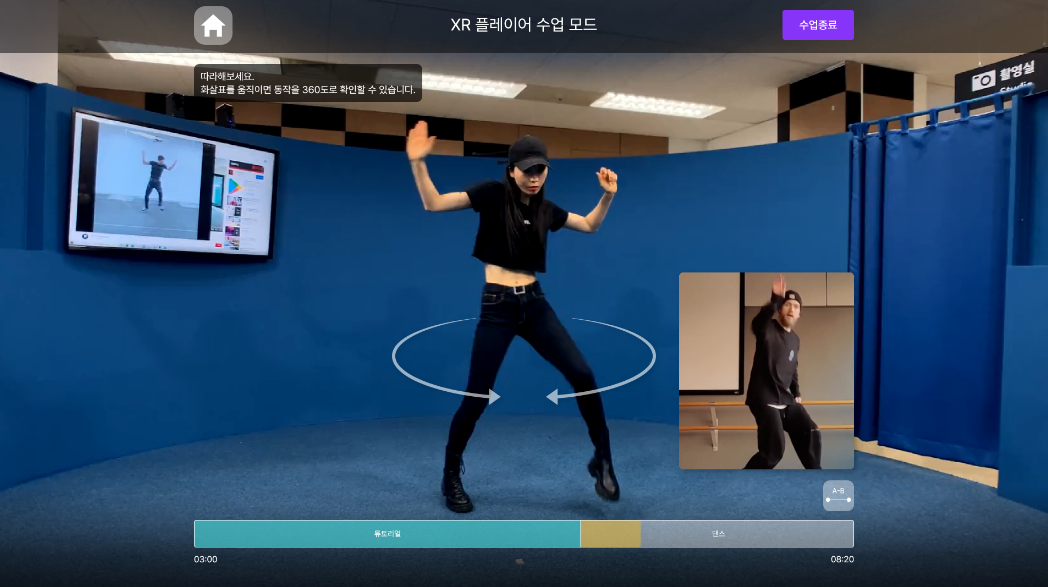 XR 플레이어 수업 모드
수업종료
따라해보세요.
화살표를 움직이면 동작을 360도로 확인할 수 있습니다.
촬영실
Studio
A-B
튜토리얼
댄스
03:00
08:20